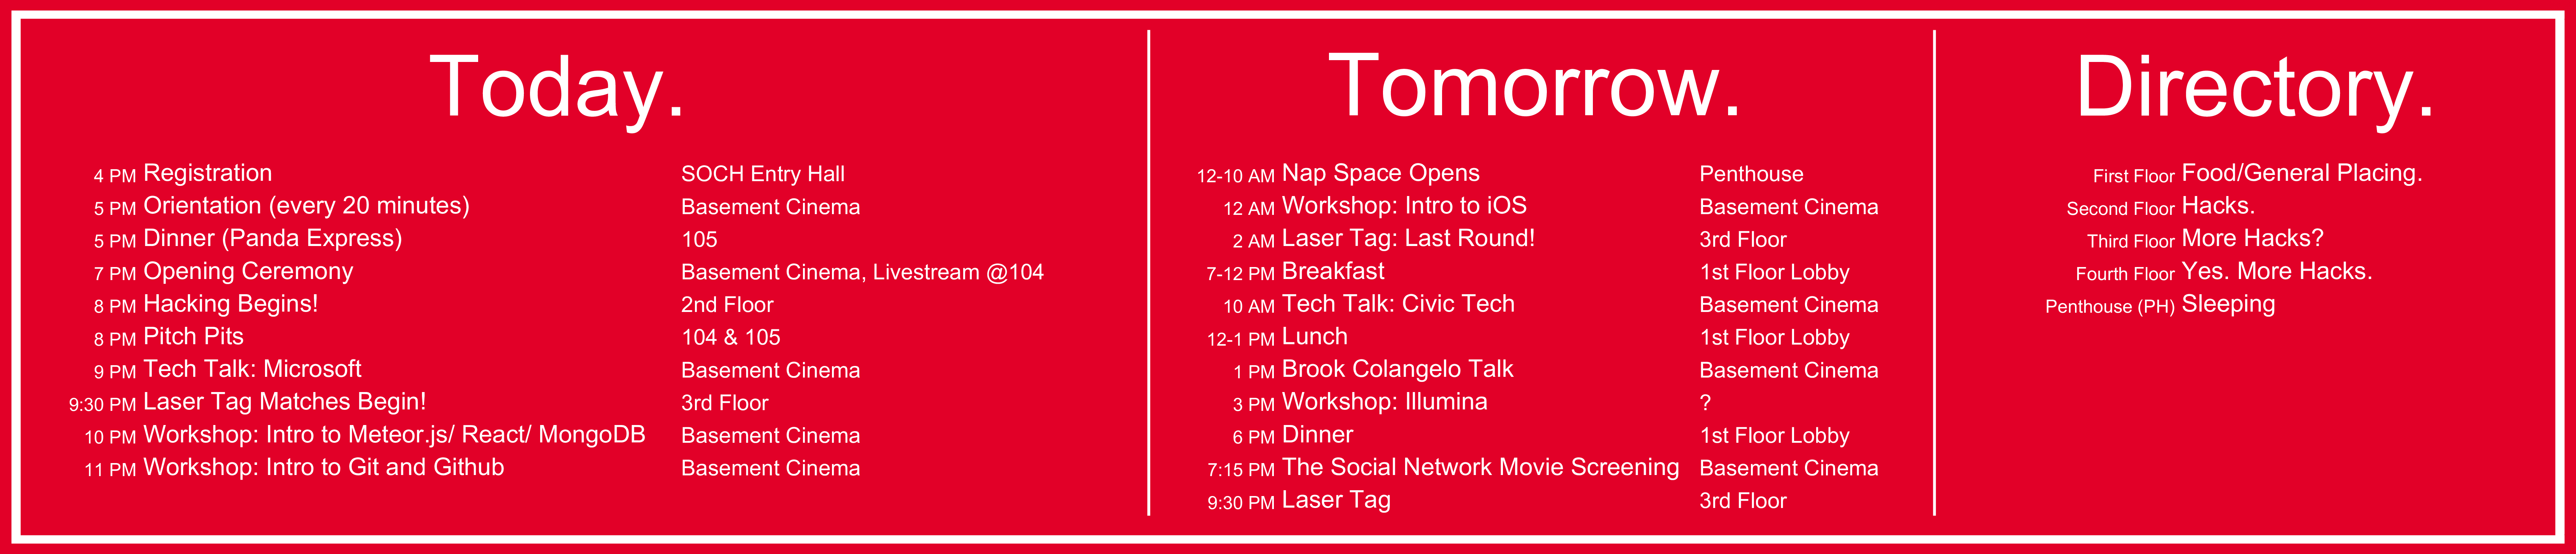 Today.
4 PM Registration SOCH Entry Hall
5 PM Orientation (every 20 minutes) Basement Cinema
5 PM Dinner (Panda Express) 105
7 PM Opening Ceremony Basement Cinema, Livestream @104
8 PM Hacking Begins! 2nd Floor
8 PM Pitch Pits 104 & 105
9 PM Tech Talk: Microsoft Basement Cinema
9:30 PM Laser Tag Matches Begin! 3rd Floor
10 PM Workshop: Intro to Meteor.js/ React/ MongoDB Basement Cinema
11 PM Workshop: Intro to Git and Github Basement Cinema
Tomorrow.
12-10 AM Nap Space Opens Penthouse
12 AM Workshop: Intro to iOS Basement Cinema
2 AM Laser Tag: Last Round! 3rd Floor
7-12 PM Breakfast 1st Floor Lobby
10 AM Tech Talk: Civic Tech Basement Cinema
12-1 PM Lunch 1st Floor Lobby
1 PM Brook Colangelo Talk Basement Cinema
3 PM Workshop: Illumina ?
6 PM Dinner 1st Floor Lobby
7:15 PM The Social Network Movie Screening Basement Cinema
9:30 PM Laser Tag 3rd Floor
Directory.
First Floor Food/General Placing.
Second Floor Hacks.
Third Floor More Hacks?
Fourth Floor Yes. More Hacks.
Penthouse (PH) Sleeping